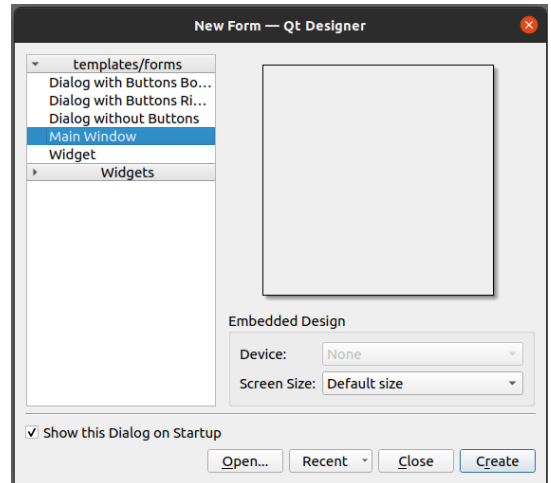 New Form — Qt Designer
templates/forms
Dialog with Buttons Bo...
Dialog with Buttons Ri...
Dialog without Buttons
Main Window
Widget
Widgets
Embedded Design
Device: None
Screen Size: Default size
Show this Dialog on Startup
Open... Recent Close Create